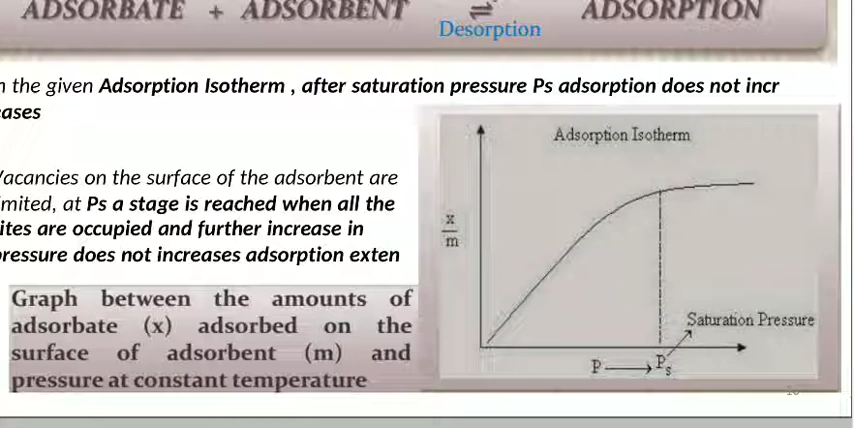 ADSORBATE + ADSORBENT ⇌ ADSORPTION
Desorption
n the given Adsorption Isotherm , after saturation pressure Ps adsorption does not incr
eases
Vacancies on the surface of the adsorbent are
imited, at Ps a stage is reached when all the
ites are occupied and further increase in
pressure does not increases adsorption exten
Graph between the amounts of
adsorbate (x) adsorbed on the
surface of adsorbent (m) and
pressure at constant temperature
Adsorption Isotherm
x
m
Saturation Pressure
P Ps